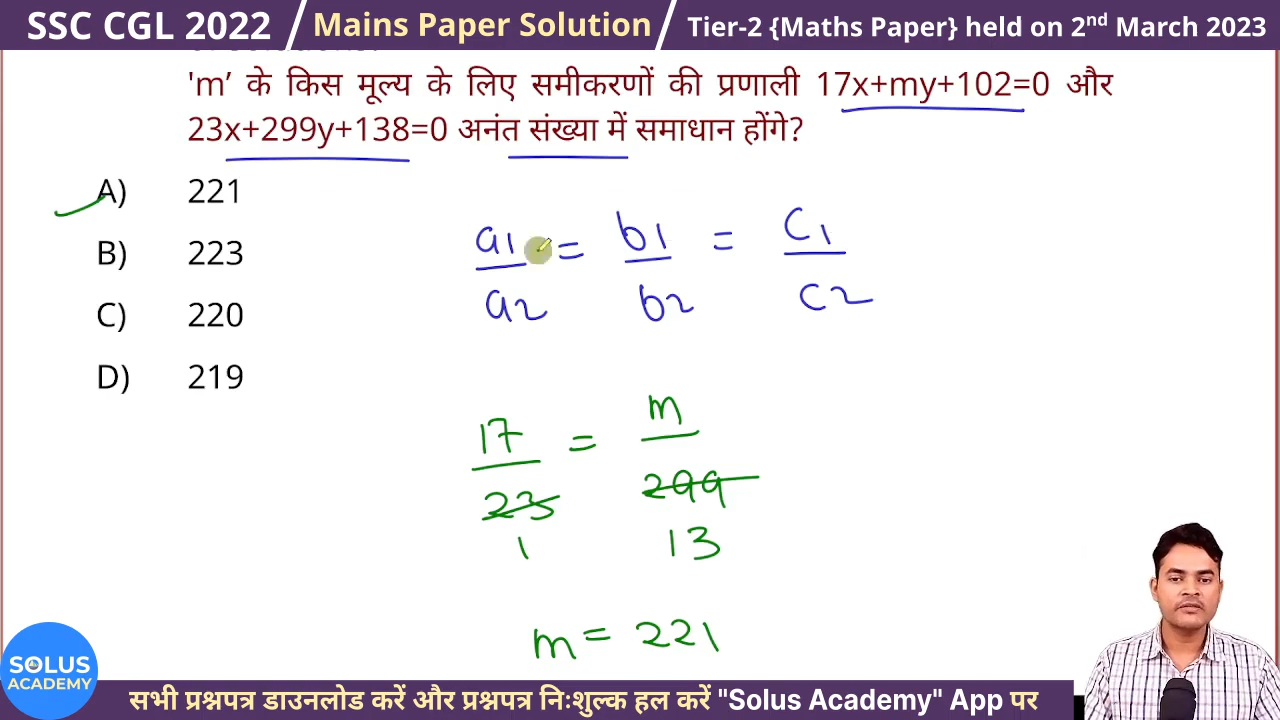 SSC CGL 2022 Mains Paper Solution Tier-2 {Maths Paper} held on 2nd March 2023
'm' के किस मूल्य के लिए समीकरणों की प्रणाली 17x+my+102=0 और
23x+299y+138=0 अनंत संख्या में समाधान होंगे?
A) 221
B) 223
C) 220
D) 219
a1 = b1 = C1
a2 b2 C2
17 = m
23 299
1 13
m = 221
SOLUS
ACADEMY
सभी प्रश्नपत्र डाउनलोड करें और प्रश्नपत्र निःशुल्क हल करें "Solus Academy" App पर